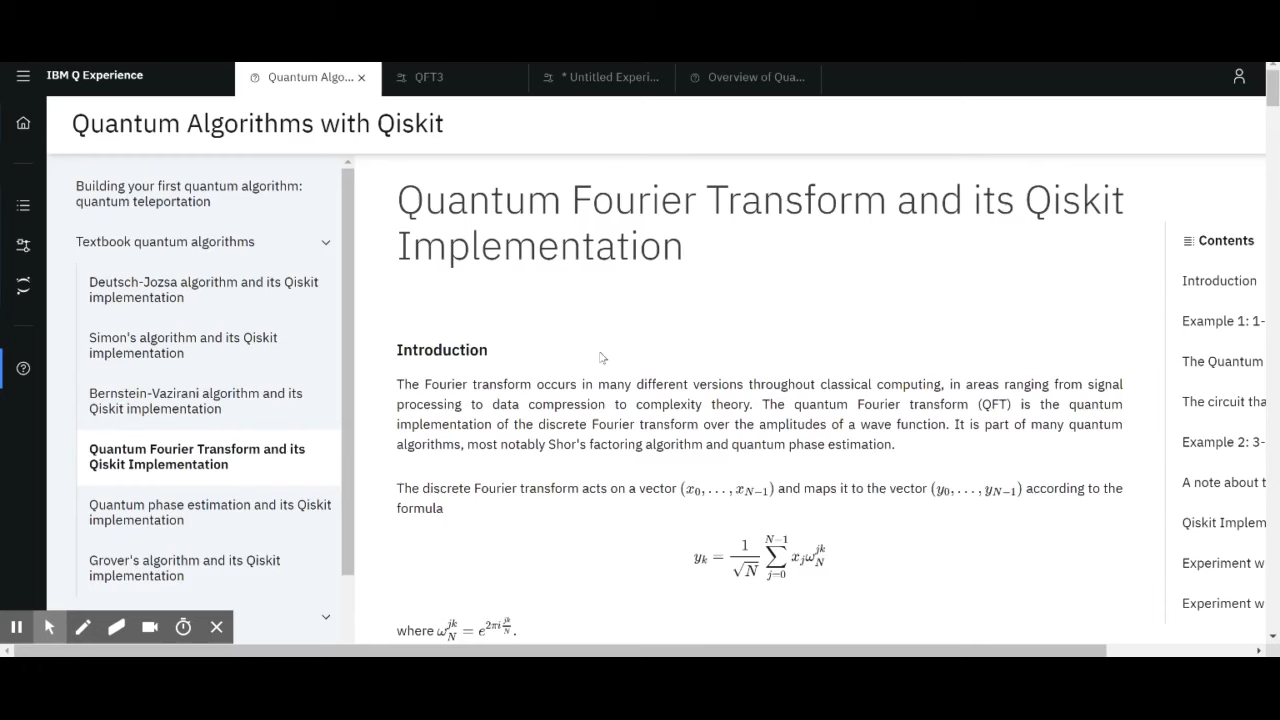 IBM Q Experience
Quantum Algo...
QFT3
* Untitled Experi...
Overview of Qua...
Quantum Algorithms with Qiskit
Building your first quantum algorithm:
quantum teleportation
Textbook quantum algorithms
Deutsch-Jozsa algorithm and its Qiskit
implementation
Simon's algorithm and its Qiskit
implementation
Bernstein-Vazirani algorithm and its
Qiskit implementation
Quantum Fourier Transform and its
Qiskit Implementation
Quantum phase estimation and its Qiskit
implementation
Grover's algorithm and its Qiskit
implementation
Quantum Fourier Transform and its Qiskit
Implementation
Introduction
The Fourier transform occurs in many different versions throughout classical computing, in areas ranging from signal
processing to data compression to complexity theory. The quantum Fourier transform (QFT) is the quantum
implementation of the discrete Fourier transform over the amplitudes of a wave function. It is part of many quantum
algorithms, most notably Shor's factoring algorithm and quantum phase estimation.
The discrete Fourier transform acts on a vector (x₀, . . . , x_{N−1}) and maps it to the vector (y₀, . . . , y_{N−1}) according to the
formula
y_k = \frac{1}{\sqrt{N}} \sum_{j=0}^{N-1} x_j ω_N^{jk}
where ω_N^{jk} = e^{2πi \frac{jk}{N}}.
Contents
Introduction
Example 1: 1-
The Quantum
The circuit tha
Example 2: 3-
A note about t
Qiskit Implem
Experiment w
Experiment w